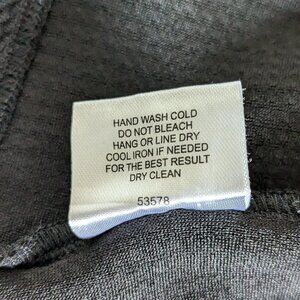 HAND WASH COLD
DO NOT BLEACH
HANG OR LINE DRY
COOL IRON IF NEEDED
FOR THE BEST RESULT
DRY CLEAN
53578